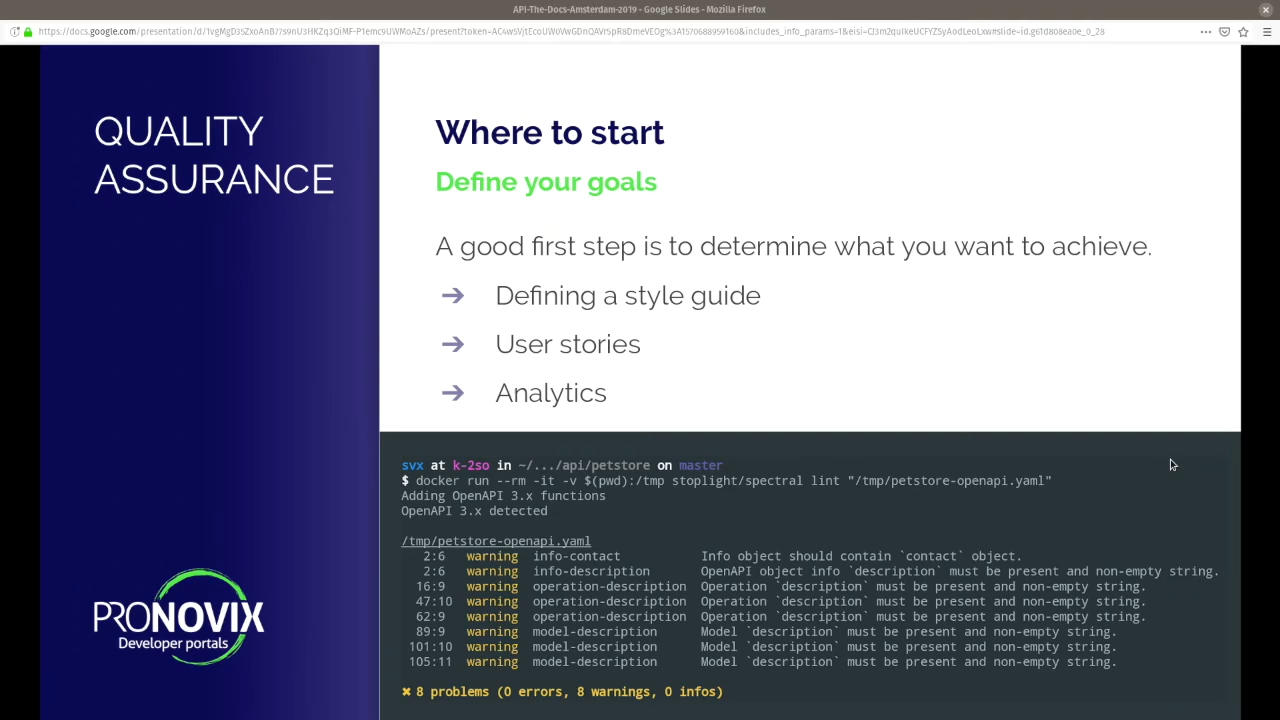 API-The-Docs-Amsterdam-2019 - Google Slides - Mozilla Firefox
QUALITY
ASSURANCE
Where to start
Define your goals
A good first step is to determine what you want to achieve.
➔ Defining a style guide
➔ User stories
➔ Analytics
svx at k-2so in ~/.../api/petstore on master
$ docker run --rm -it -v $(pwd):/tmp stoplight/spectral lint "/tmp/petstore-openapi.yaml"
Adding OpenAPI 3.x functions
OpenAPI 3.x detected
/tmp/petstore-openapi.yaml
2:6 warning info-contact Info object should contain `contact` object.
2:6 warning info-description OpenAPI object info `description` must be present and non-empty string.
16:9 warning operation-description Operation `description` must be present and non-empty string.
47:10 warning operation-description Operation `description` must be present and non-empty string.
62:9 warning operation-description Operation `description` must be present and non-empty string.
89:9 warning model-description Model `description` must be present and non-empty string.
101:10 warning model-description Model `description` must be present and non-empty string.
105:11 warning model-description Model `description` must be present and non-empty string.
✖ 8 problems (0 errors, 8 warnings, 0 infos)
PRONOVIX
Developer portals